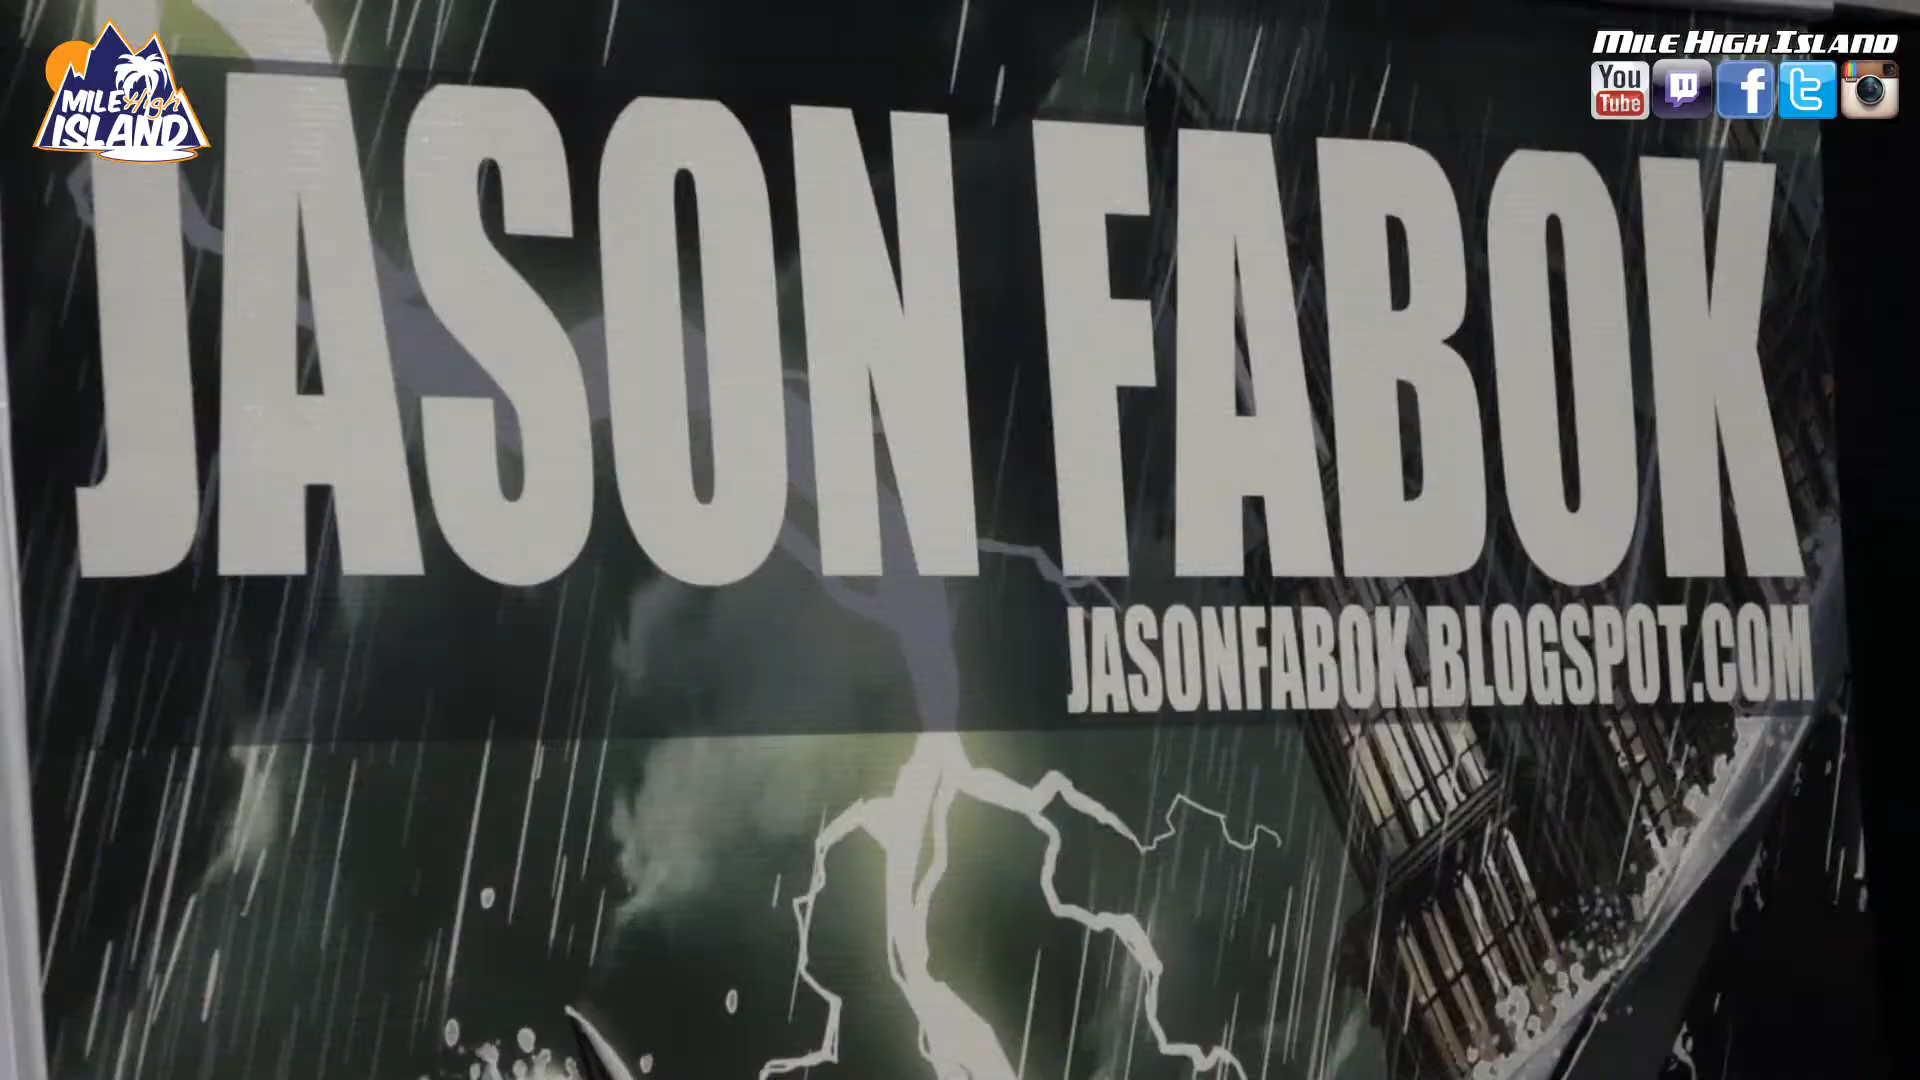 MILE High
ISLAND
MILE HIGH ISLAND
You
Tube
JASON FABOK
JASONFABOK.BLOGSPOT.COM